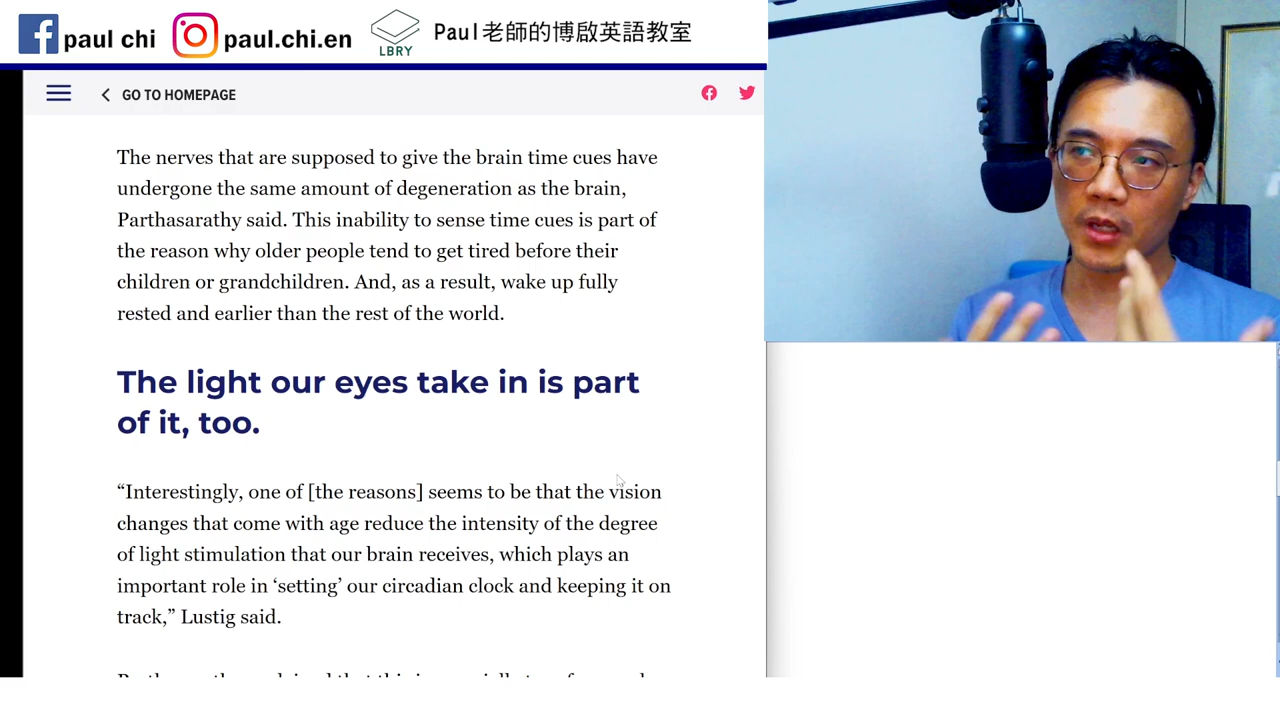 paul chi
paul.chi.en
LBRY
Paul老師的博啟英語教室
GO TO HOMEPAGE
The nerves that are supposed to give the brain time cues have
undergone the same amount of degeneration as the brain,
Parthasarathy said. This inability to sense time cues is part of
the reason why older people tend to get tired before their
children or grandchildren. And, as a result, wake up fully
rested and earlier than the rest of the world.
The light our eyes take in is part
of it, too.
“Interestingly, one of [the reasons] seems to be that the vision
changes that come with age reduce the intensity of the degree
of light stimulation that our brain receives, which plays an
important role in ‘setting’ our circadian clock and keeping it on
track,” Lustig said.